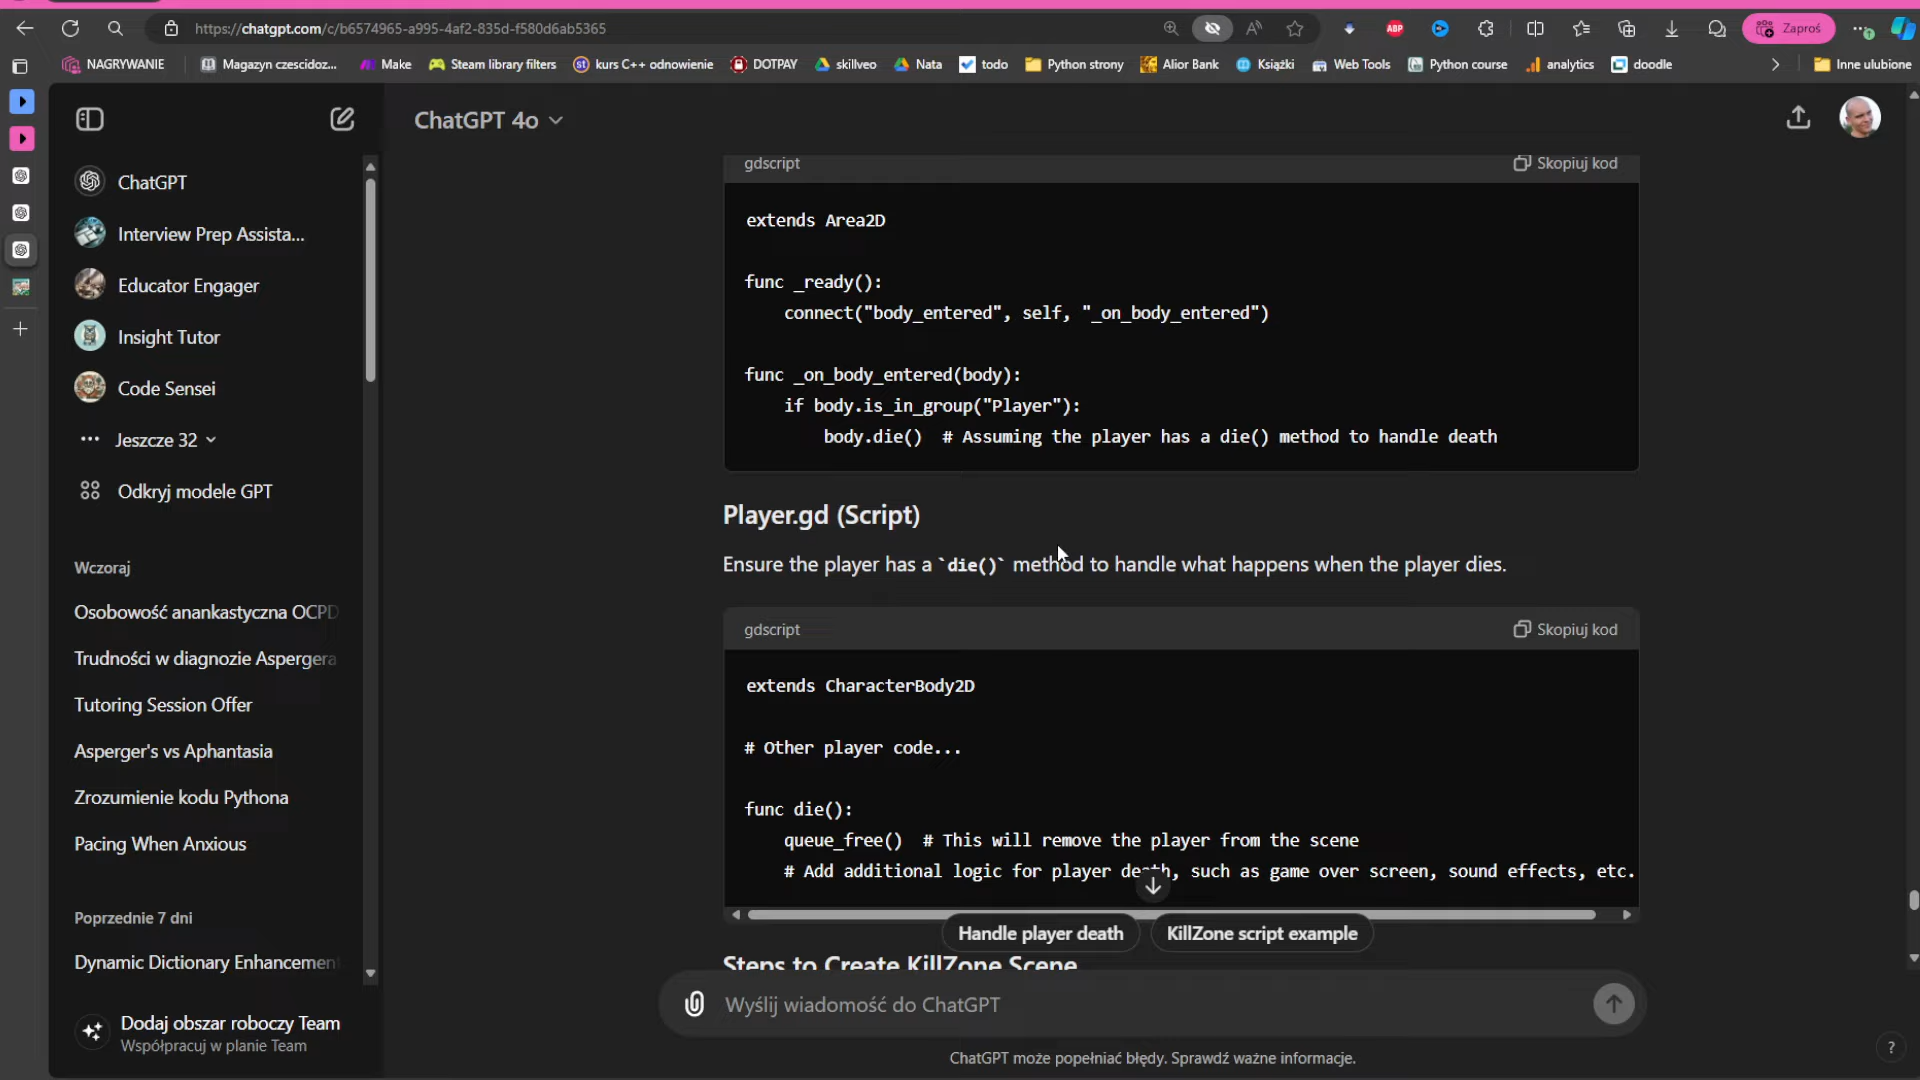 https://chatgpt.com/c/b6574965-a995-4af2-835d-f580d6ab5365
ABP
Zaproś
NAGRYWANIE
Magazyn czescidoz...
Make
Steam library filters
kurs C++ odnowienie
DOTPAY
skillveo
Nata
todo
Python strony
Alior Bank
Książki
Web Tools
Python course
analytics
doodle
Inne ulubione
ChatGPT 4o
ChatGPT
Interview Prep Assista...
Educator Engager
Insight Tutor
Code Sensei
Jeszcze 32
Odkryj modele GPT
Wczoraj
Osobowość anankastyczna OCPD
Trudności w diagnozie Aspergera
Tutoring Session Offer
Asperger's vs Aphantasia
Zrozumienie kodu Pythona
Pacing When Anxious
Poprzednie 7 dni
Dynamic Dictionary Enhancement
Dodaj obszar roboczy Team
Współpracuj w planie Team
gdscript
Skopiuj kod
extends Area2D
func _ready():
connect("body_entered", self, "_on_body_entered")
func _on_body_entered(body):
if body.is_in_group("Player"):
body.die() # Assuming the player has a die() method to handle death
Player.gd (Script)
Ensure the player has a `die()` method to handle what happens when the player dies.
gdscript
Skopiuj kod
extends CharacterBody2D
# Other player code...
func die():
queue_free() # This will remove the player from the scene
# Add additional logic for player death, such as game over screen, sound effects, etc.
Handle player death
KillZone script example
Steps to Create KillZone Scene
Wyślij wiadomość do ChatGPT
ChatGPT może popełniać błędy. Sprawdź ważne informacje.
?